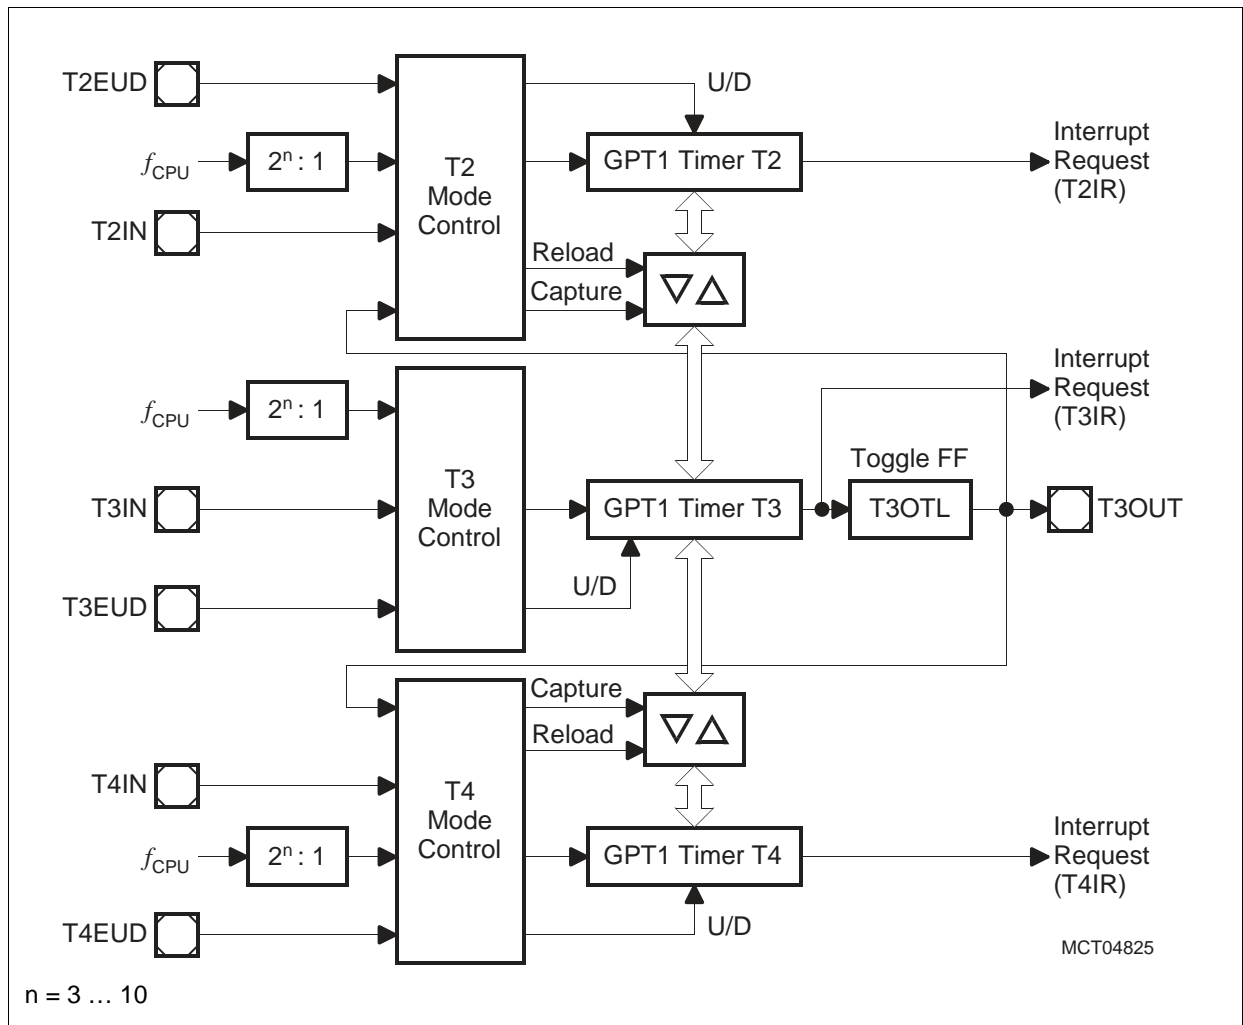 T2EUD
U/D
fCPU
2ⁿ : 1
T2
Mode
Control
GPT1 Timer T2
Interrupt
Request
(T2IR)
T2IN
Reload
Capture
fCPU
2ⁿ : 1
T3
Mode
Control
Interrupt
Request
(T3IR)
Toggle FF
T3IN
GPT1 Timer T3
T3OTL
T3OUT
U/D
T3EUD
Capture
Reload
T4IN
T4
Mode
Control
fCPU
2ⁿ : 1
GPT1 Timer T4
Interrupt
Request
(T4IR)
T4EUD
U/D
MCT04825
n = 3 … 10